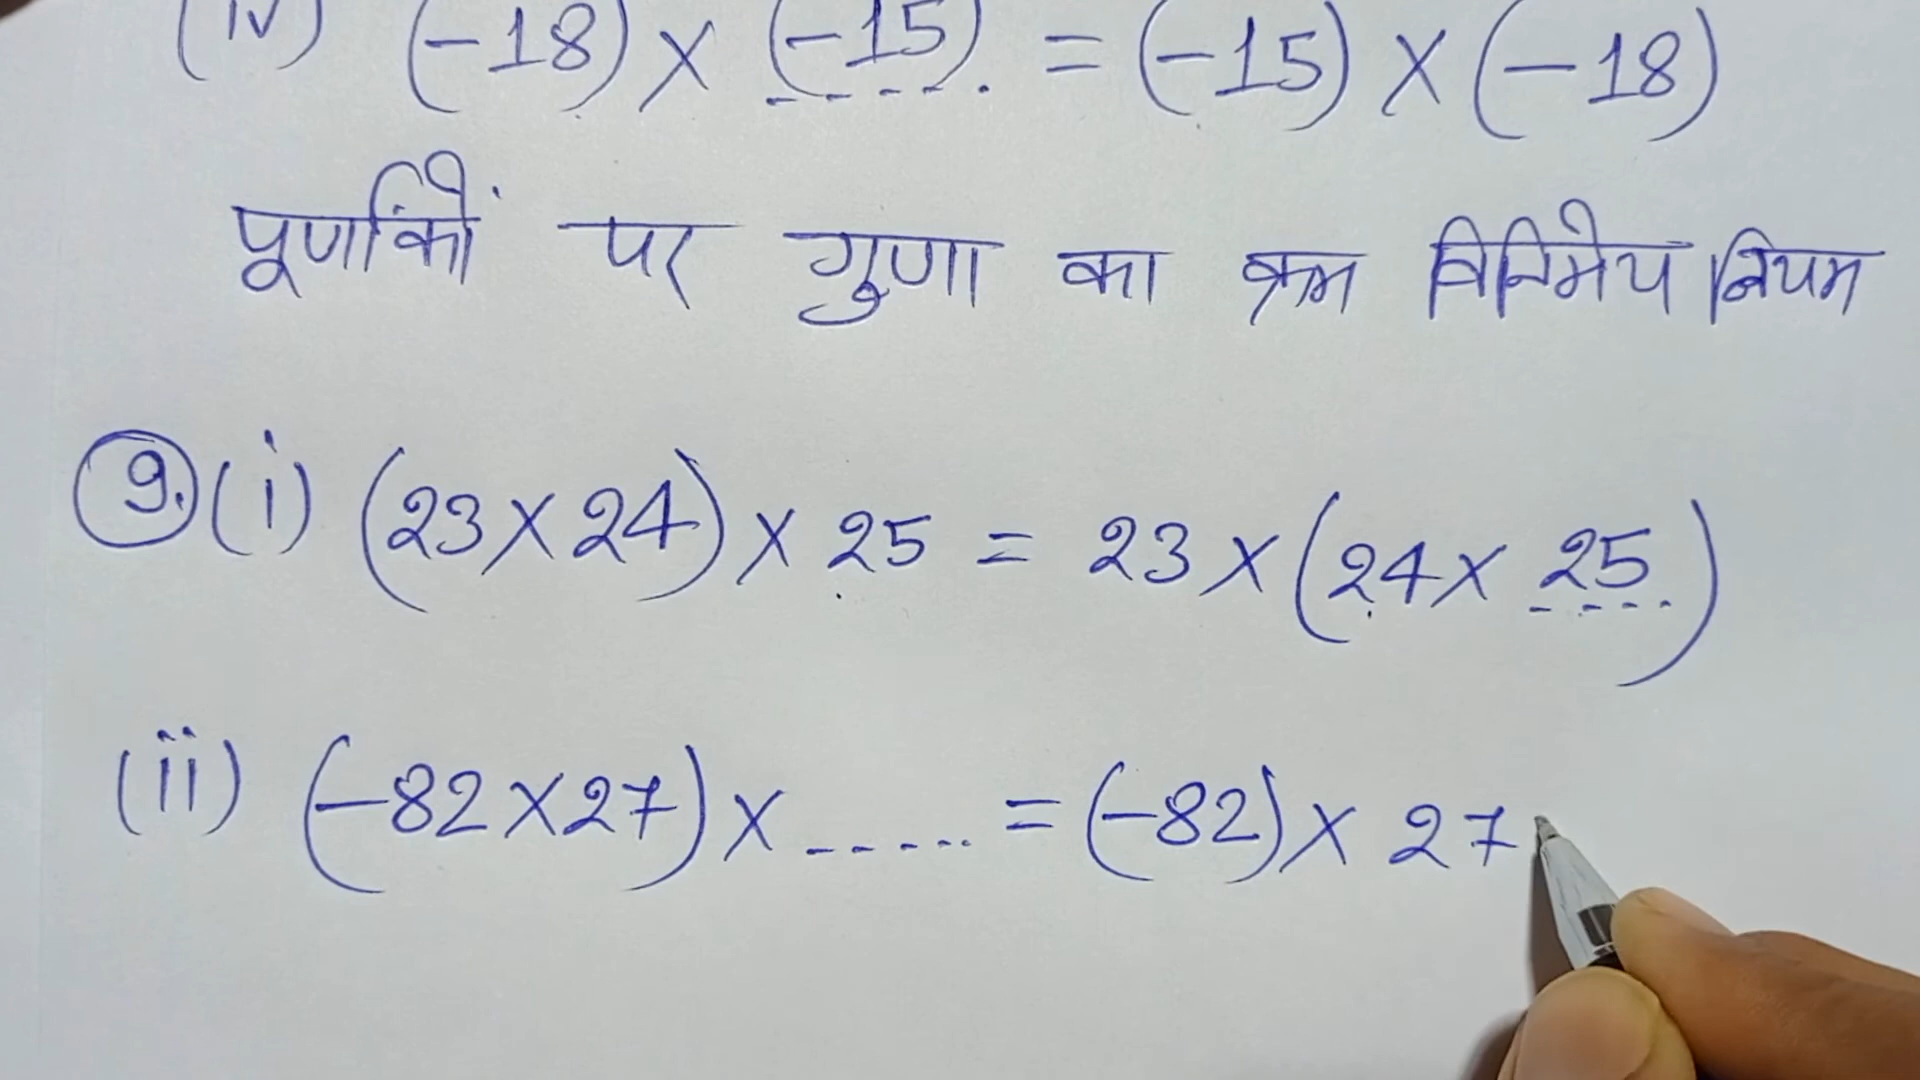 (iv) (-18) × (-15) = (-15) × (-18)
पूर्णांकों पर गुणा का क्रम विनिमेय नियम
9. (i) (23 × 24) × 25 = 23 × (24 × 25)
(ii) (-82 × 27) × ...... = (-82) × 27